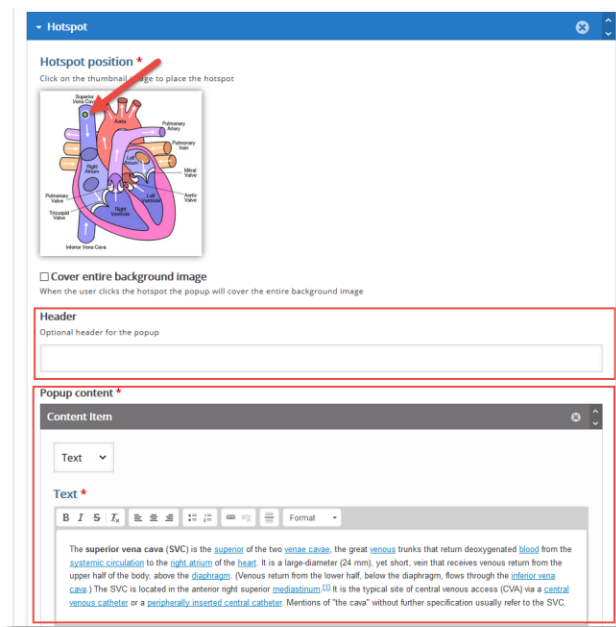 Hotspot
Hotspot position *
Click on the thumbnail image to place the hotspot
Superior
Vena Cava
Aorta
Pulmonary
Artery
Pulmonary
Vein
Left
Atrium
Mitral
Valve
Right
Atrium
Pulmonary
Valve
Aortic
Valve
Left
Ventricle
Tricuspid
Valve
Right
Ventricle
Inferior Vena Cava
Cover entire background image
When the user clicks the hotspot the popup will cover the entire background image
Header
Optional header for the popup
Popup content *
Content Item
Text
Text *
B I S Ix Format
The superior vena cava (SVC) is the superior of the two venae cavae, the great venous trunks that return deoxygenated blood from the
systemic circulation to the right atrium of the heart. It is a large-diameter (24 mm), yet short, vein that receives venous return from the
upper half of the body, above the diaphragm. (Venous return from the lower half, below the diaphragm, flows through the inferior vena
cava.) The SVC is located in the anterior right superior mediastinum.[1] It is the typical site of central venous access (CVA) via a central
venous catheter or a peripherally inserted central catheter. Mentions of "the cava" without further specification usually refer to the SVC.